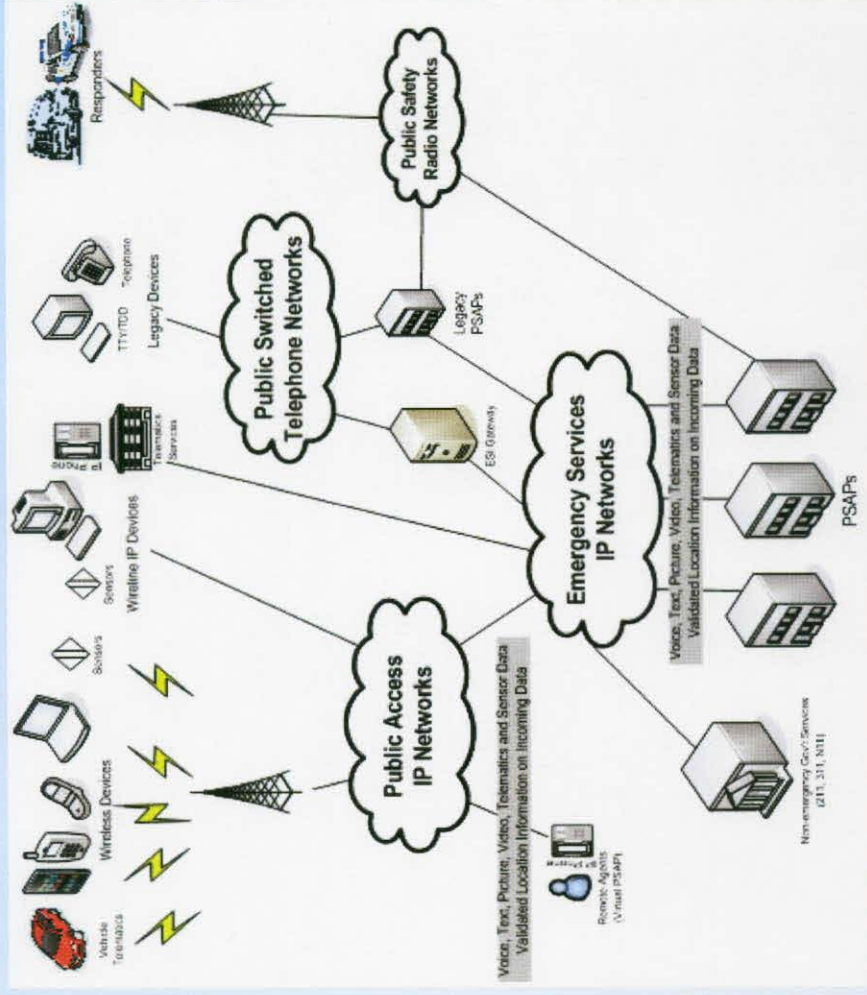 Vehicle
Telematics
Wireless Devices
Sensors
Sensors
Wireline IP Devices
Telematics
Services
TTY/TDD
Telephone
Legacy Devices
Responders
Public Access
IP Networks
Public Switched
Telephone Networks
Public Safety
Radio Networks
ESI Gateway
Legacy
PSAPs
Emergency Services
IP Networks
Voice, Text, Picture, Video, Telematics and Sensor Data
Validated Location Information on Incoming Data
Voice, Text, Picture, Video, Telematics and Sensor Data
Validated Location Information on Incoming Data
Remote Agents
(Virtual PSAP)
Non-emergency Gov't Services
(211, 311, N11)
PSAPs